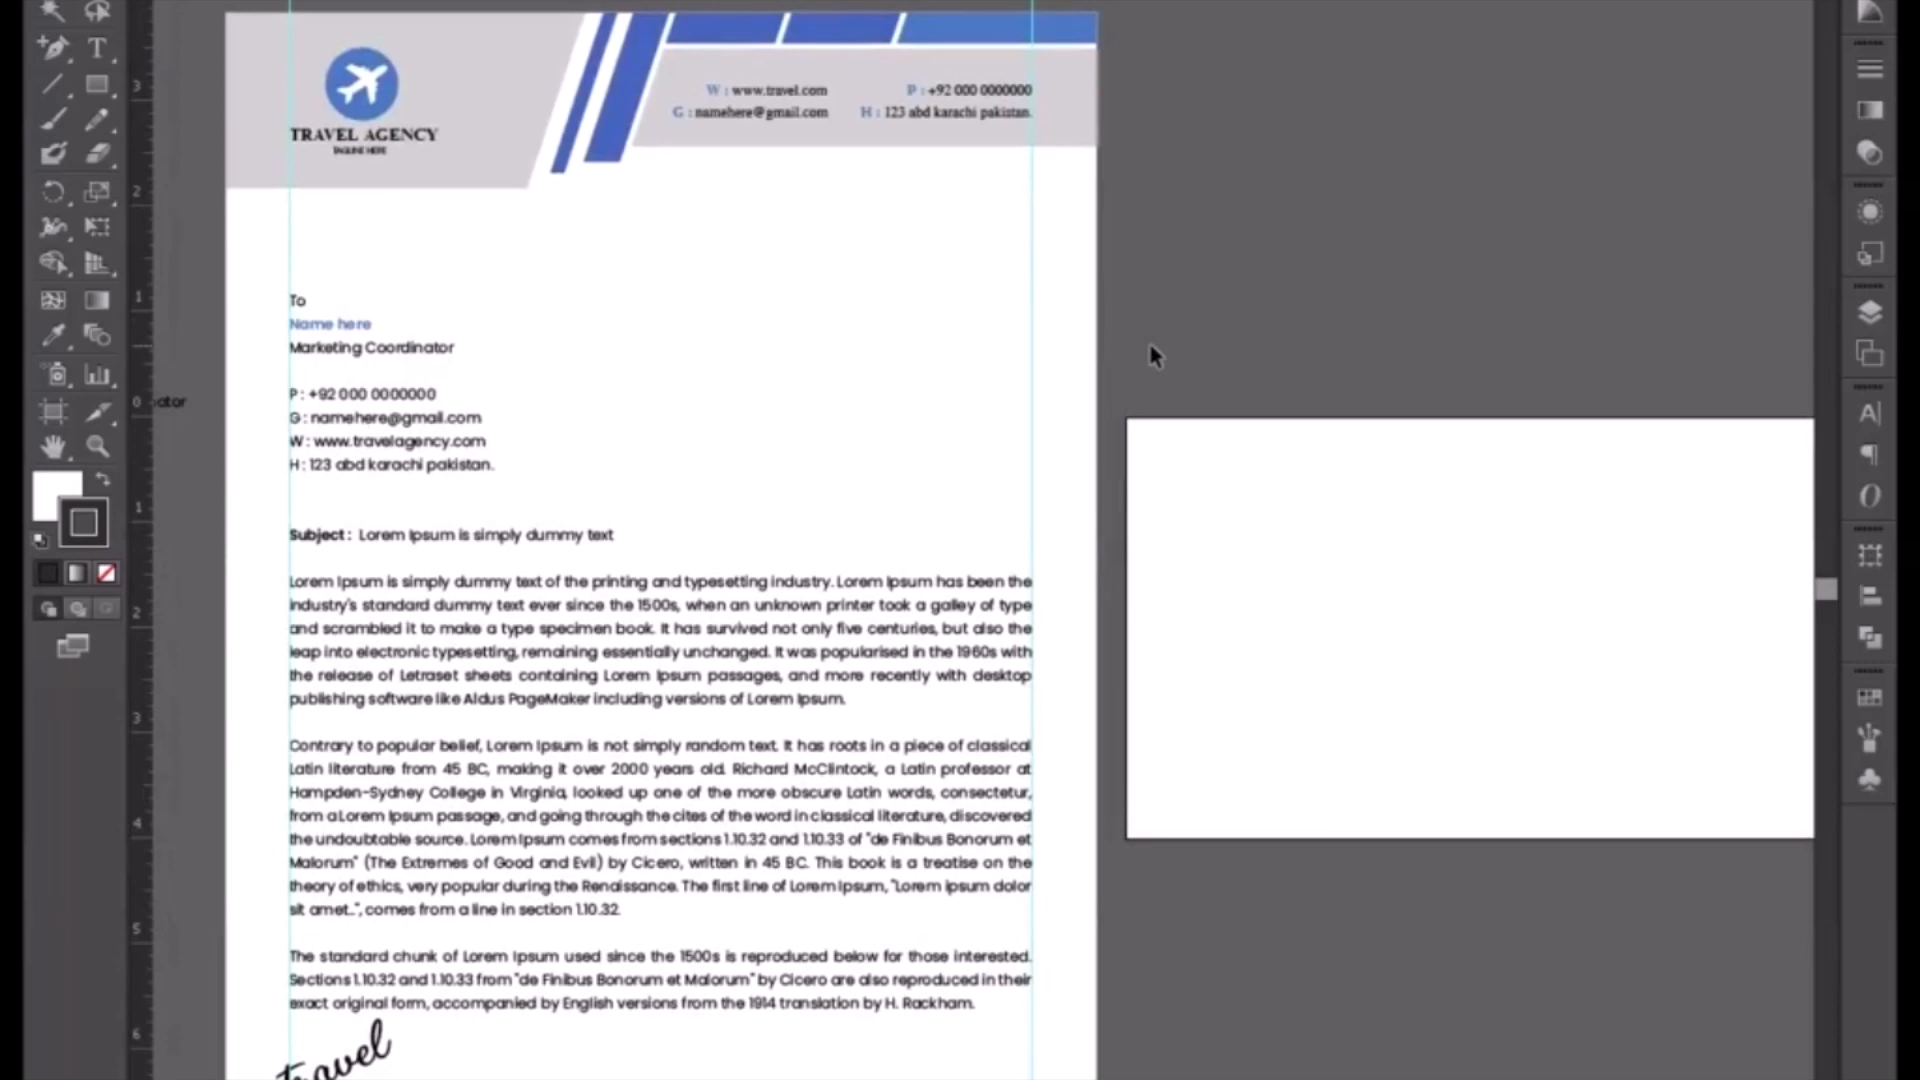 W : www.travel.com
P : +92 000 0000000
G : namehere@gmail.com
H : 123 abd karachi pakistan.
TRAVEL AGENCY
TAGLINE HERE
To
Name here
Marketing Coordinator
P : +92 000 0000000
G : namehere@gmail.com
W : www.travelagency.com
H : 123 abd karachi pakistan.
Subject : Lorem Ipsum is simply dummy text
Lorem Ipsum is simply dummy text of the printing and typesetting industry. Lorem Ipsum has been the
industry's standard dummy text ever since the 1500s, when an unknown printer took a galley of type
and scrambled it to make a type specimen book. It has survived not only five centuries, but also the
leap into electronic typesetting, remaining essentially unchanged. It was popularised in the 1960s with
the release of Letraset sheets containing Lorem Ipsum passages, and more recently with desktop
publishing software like Aldus PageMaker including versions of Lorem Ipsum.
Contrary to popular belief, Lorem Ipsum is not simply random text. It has roots in a piece of classical
Latin literature from 45 BC, making it over 2000 years old. Richard McClintock, a Latin professor at
Hampden-Sydney College in Virginia, looked up one of the more obscure Latin words, consectetur,
from a Lorem Ipsum passage, and going through the cites of the word in classical literature, discovered
the undoubtable source. Lorem Ipsum comes from sections 1.10.32 and 1.10.33 of "de Finibus Bonorum et
Malorum" (The Extremes of Good and Evil) by Cicero, written in 45 BC. This book is a treatise on the
theory of ethics, very popular during the Renaissance. The first line of Lorem Ipsum, "Lorem ipsum dolor
sit amet..", comes from a line in section 1.10.32.
The standard chunk of Lorem Ipsum used since the 1500s is reproduced below for those interested.
Sections 1.10.32 and 1.10.33 from "de Finibus Bonorum et Malorum" by Cicero are also reproduced in their
exact original form, accompanied by English versions from the 1914 translation by H. Rackham.
Travel
ator
3
2
1
0
1
2
3
4
5
6